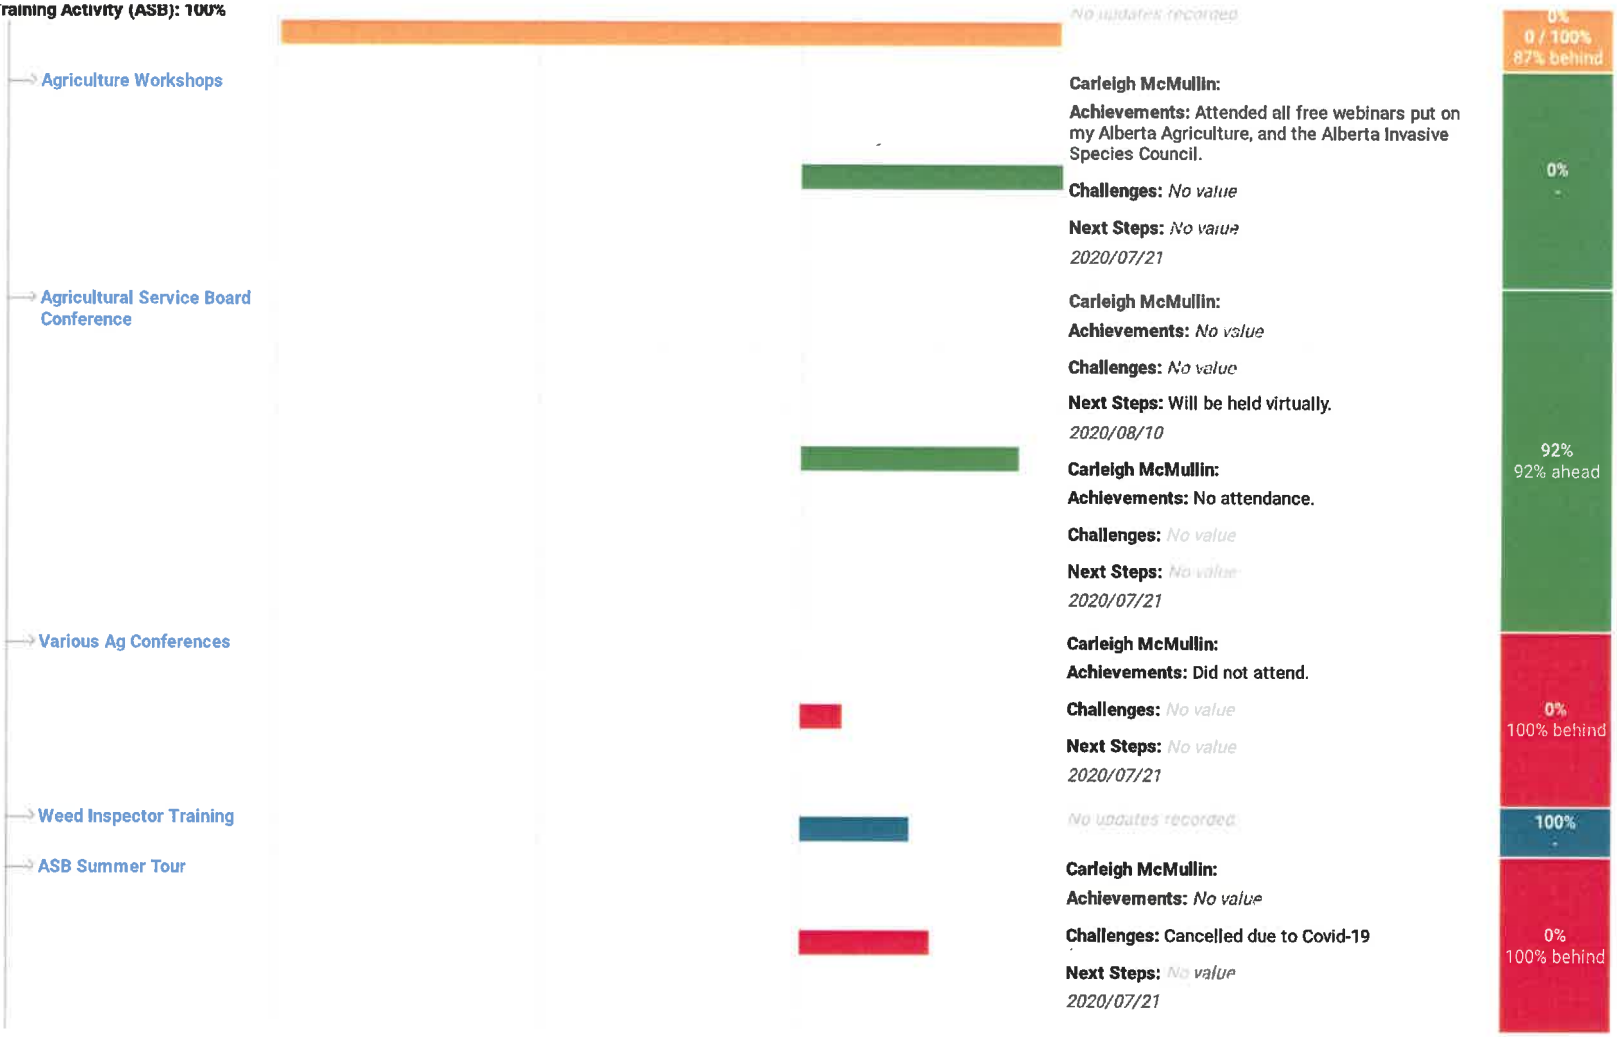 raining Activity (ASB): 100%
No updates recorded
0%
0 / 100%
87% behind
Agriculture Workshops
Carleigh McMullin:
Achievements: Attended all free webinars put on
my Alberta Agriculture, and the Alberta Invasive
Species Council.
Challenges: No value
Next Steps: No value
2020/07/21
0%
-
Agricultural Service Board
Conference
Carleigh McMullin:
Achievements: No value
Challenges: No value
Next Steps: Will be held virtually.
2020/08/10
Carleigh McMullin:
Achievements: No attendance.
Challenges: No value
Next Steps: No value
2020/07/21
92%
92% ahead
Various Ag Conferences
Carleigh McMullin:
Achievements: Did not attend.
Challenges: No value
Next Steps: No value
2020/07/21
0%
100% behind
Weed Inspector Training
No updates recorded
100%
-
ASB Summer Tour
Carleigh McMullin:
Achievements: No value
Challenges: Cancelled due to Covid-19
Next Steps: No value
2020/07/21
0%
100% behind